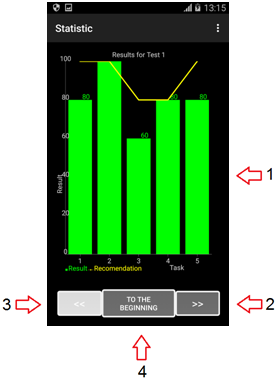 13:15
Statistic
Results for Test 1
100
80
60
40
20
0
Result
80
60
80
80
1 2 3 4 5
Result Recomendation Task
<< TO THE BEGINNING >>
1
2
3
4